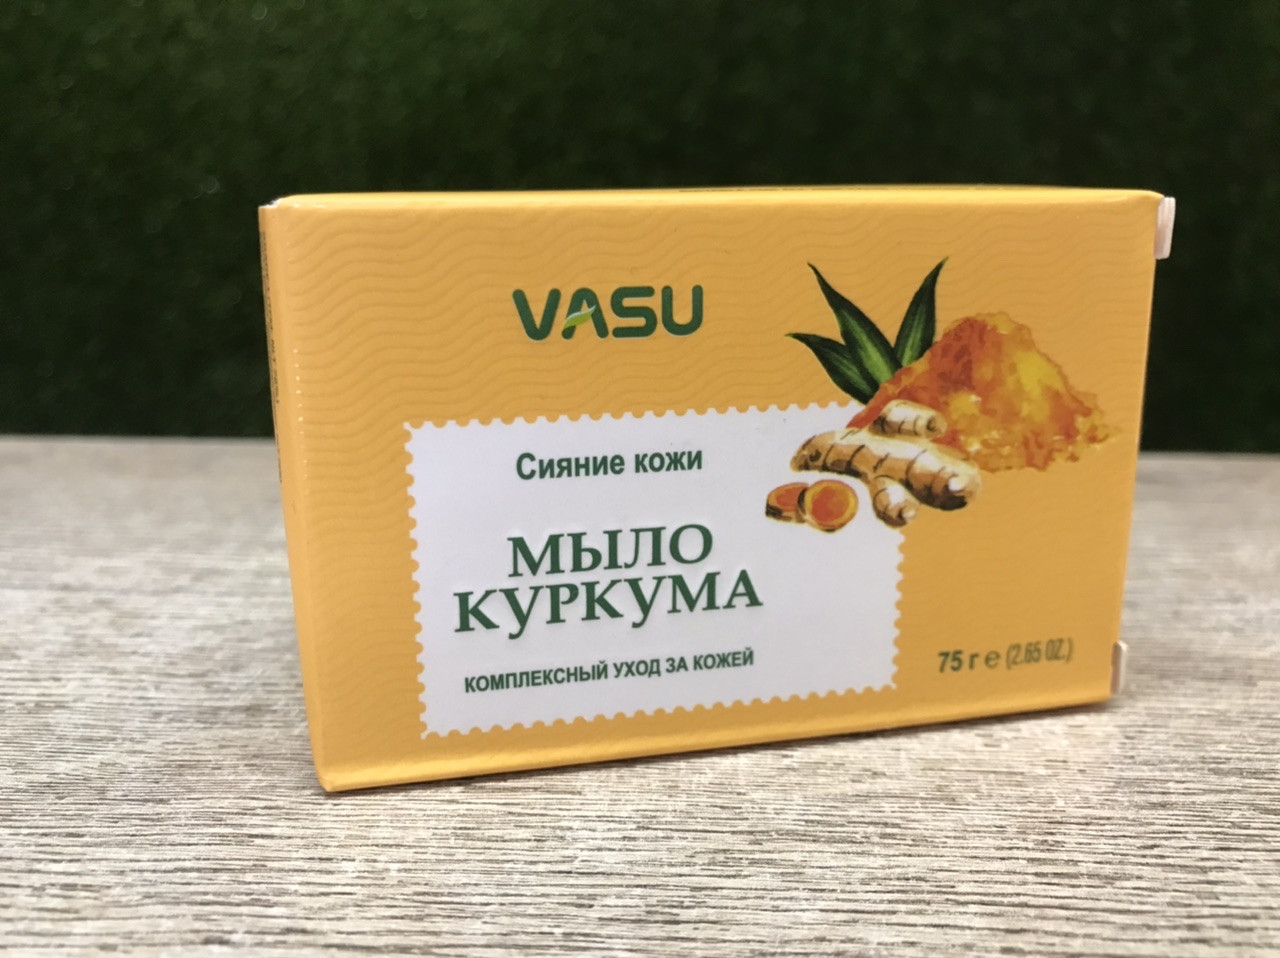 VASU
Сияние кожи
МЫЛО
КУРКУМА
КОМПЛЕКСНЫЙ УХОД ЗА КОЖЕЙ
75 г e (2.65 OZ.)